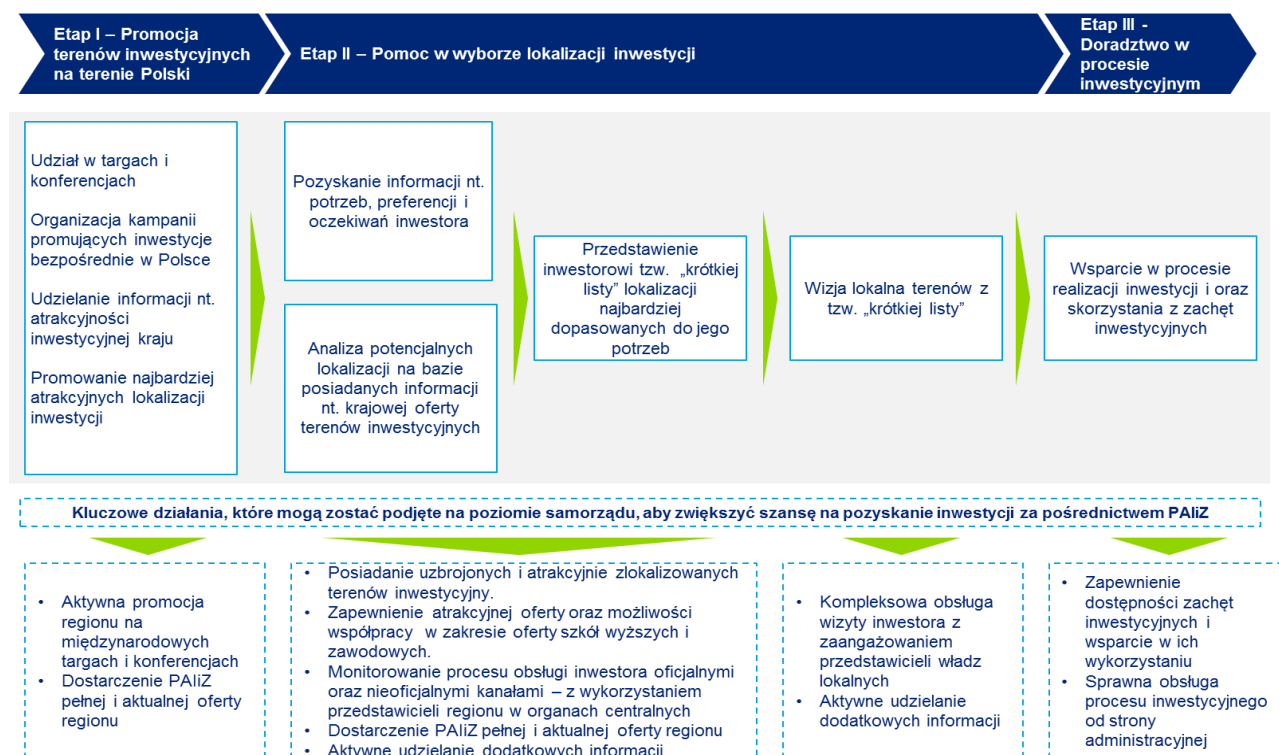 Etap I – Promocja
terenów inwestycyjnych
na terenie Polski
Etap II – Pomoc w wyborze lokalizacji inwestycji
Etap III -
Doradztwo w
procesie
inwestycyjnym
Udział w targach i
konferencjach
Organizacja kampanii
promujących inwestycje
bezpośrednie w Polsce
Udzielanie informacji nt.
atrakcyjności
inwestycyjnej kraju
Promowanie najbardziej
atrakcyjnych lokalizacji
inwestycji
Pozyskanie informacji nt.
potrzeb, preferencji i
oczekiwań inwestora
Analiza potencjalnych
lokalizacji na bazie
posiadanych informacji
nt. krajowej oferty
terenów inwestycyjnych
Przedstawienie
inwestorowi tzw. „krótkiej
listy” lokalizacji
najbardziej
dopasowanych do jego
potrzeb
Wizja lokalna terenów z
tzw. „krótkiej listy”
Wsparcie w procesie
realizacji inwestycji i oraz
skorzystania z zachęt
inwestycyjnych
Kluczowe działania, które mogą zostać podjęte na poziomie samorządu, aby zwiększyć szansę na pozyskanie inwestycji za pośrednictwem PAIiZ
• Aktywna promocja
regionu na
międzynarodowych
targach i konferencjach
• Dostarczenie PAIiZ
pełnej i aktualnej oferty
regionu
• Posiadanie uzbrojonych i atrakcyjnie zlokalizowanych
terenów inwestycyjny.
• Zapewnienie atrakcyjnej oferty oraz możliwości
współpracy w zakresie oferty szkół wyższych i
zawodowych.
• Monitorowanie procesu obsługi inwestora oficjalnymi
oraz nieoficjalnymi kanałami – z wykorzystaniem
przedstawicieli regionu w organach centralnych
• Dostarczenie PAIiZ pełnej i aktualnej oferty regionu
• Aktywne udzielanie dodatkowych informacji
• Kompleksowa obsługa
wizyty inwestora z
zaangażowaniem
przedstawicieli władz
lokalnych
• Aktywne udzielanie
dodatkowych informacji
• Zapewnienie
dostępności zachęt
inwestycyjnych i
wsparcie w ich
wykorzystaniu
• Sprawna obsługa
procesu inwestycyjnego
od strony
administracyjnej